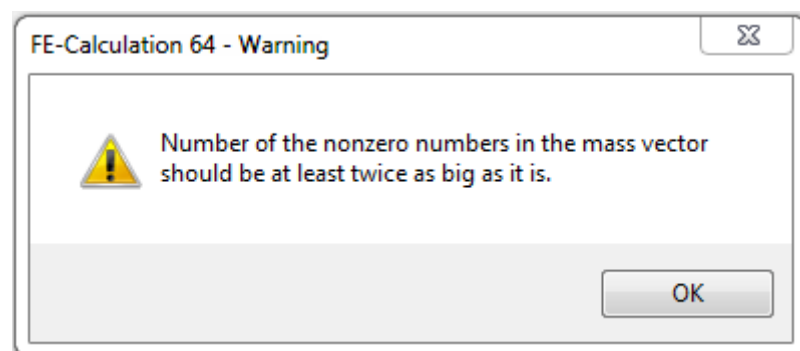 FE-Calculation 64 - Warning
Number of the nonzero numbers in the mass vector
should be at least twice as big as it is.
OK